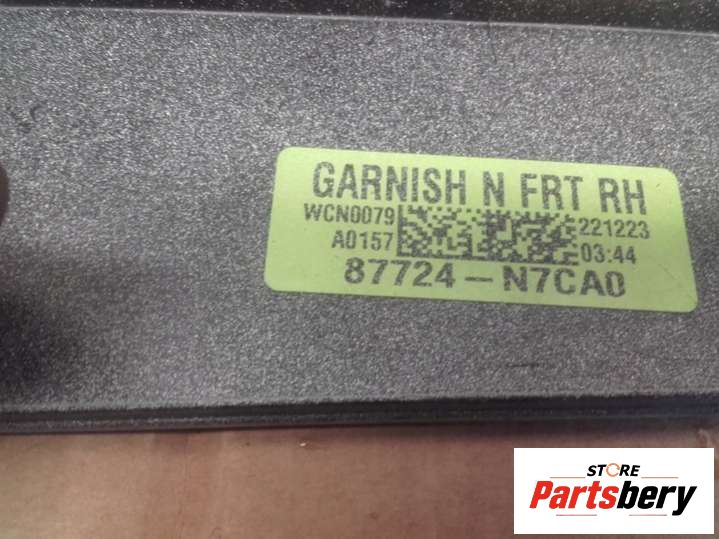 GARNISH N FRT RH
WCN0079 221223
A0157 03:44
87724-N7CA0
STORE
Partsbery